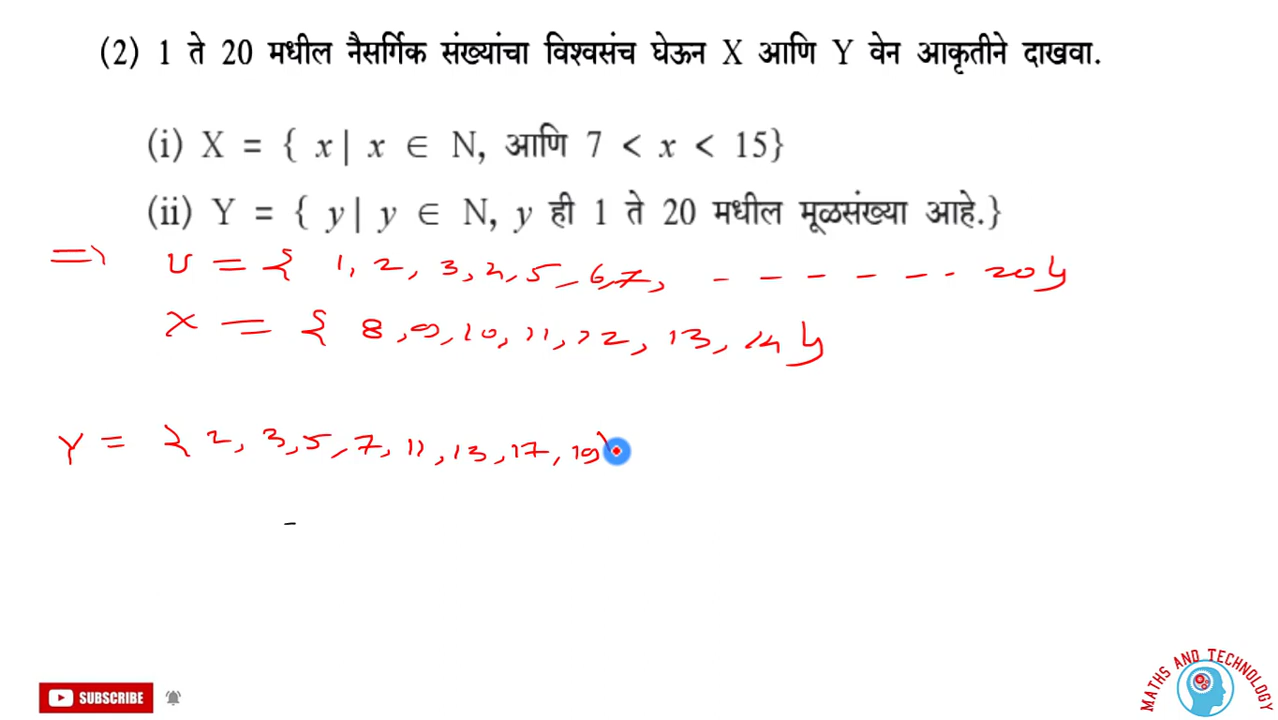 (2) 1 ते 20 मधील नैसर्गिक संख्यांचा विश्वसंच घेऊन X आणि Y वेन आकृतीने दाखवा.
(i) X = { x | x ∈ N, आणि 7 < x < 15}
(ii) Y = { y | y ∈ N, y ही 1 ते 20 मधील मूळसंख्या आहे.}
⇒ U = { 1, 2, 3, 4, 5, 6, 7, - - - - - - 20 }
X = { 8, 9, 10, 11, 12, 13, 14 }
Y = { 2, 3, 5, 7, 11, 13, 17, 19 }
SUBSCRIBE
MATHS AND TECHNOLOGY